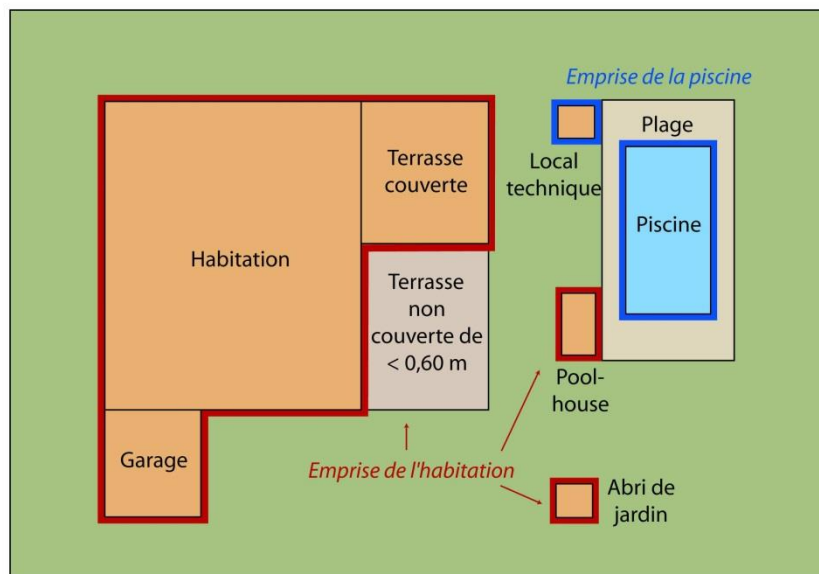 Emprise de la piscine
Plage
Terrasse
couverte
Local
technique
Habitation
Piscine
Terrasse
non
couverte de
< 0,60 m
Pool-
house
Garage
Emprise de l'habitation
Abri de
jardin